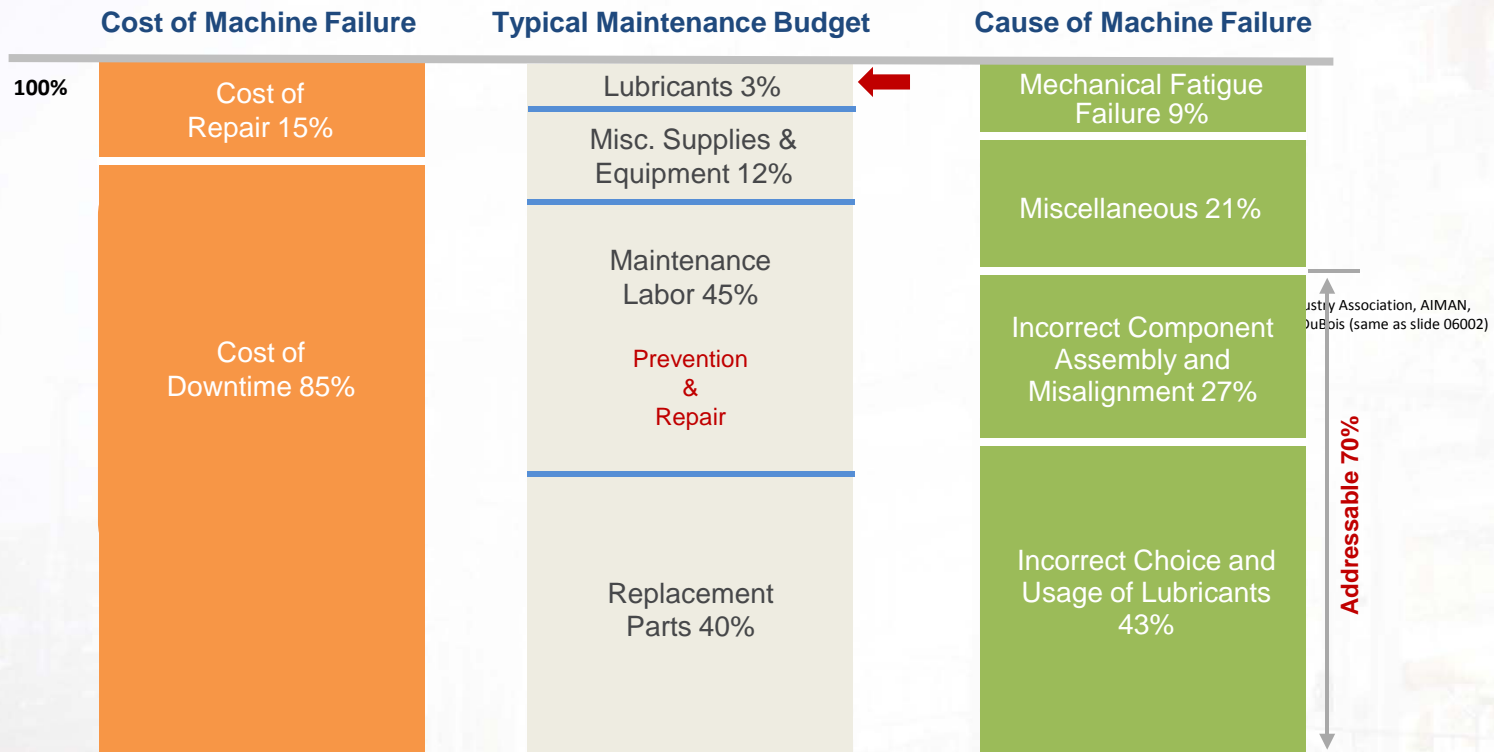 Cost of Machine Failure
Typical Maintenance Budget
Cause of Machine Failure
100%
Cost of
Repair 15%
Cost of
Downtime 85%
Lubricants 3%
Misc. Supplies &
Equipment 12%
Maintenance
Labor 45%
Prevention
&
Repair
Replacement
Parts 40%
Mechanical Fatigue
Failure 9%
Miscellaneous 21%
Incorrect Component
Assembly and
Misalignment 27%
Incorrect Choice and
Usage of Lubricants
43%
Association, AIMAN,
(same as slide 06002)
Addressable 70%